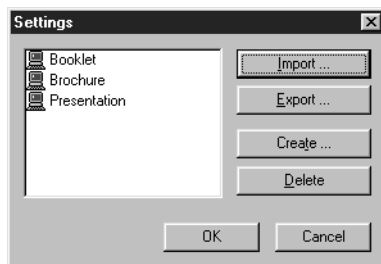 Settings
Booklet
Brochure
Presentation
Import ...
Export ...
Create ...
Delete
OK
Cancel